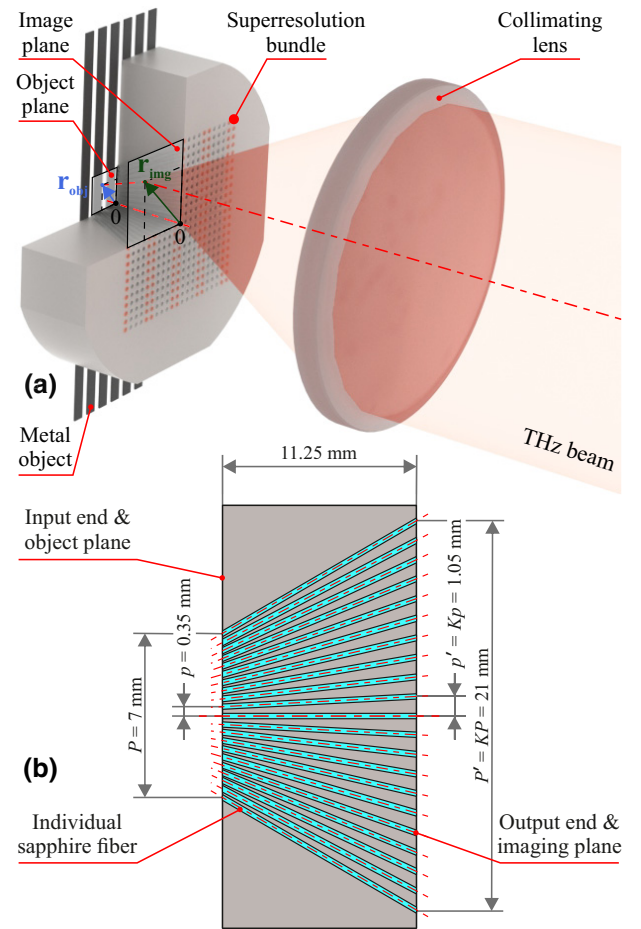 Image
plane
Superresolution
bundle
Collimating
lens
Object
plane
r_obj
r_img
0
0
(a)
Metal
object
THz beam
11.25 mm
Input end &
object plane
p = 0.35 mm
P = 7 mm
p′ = Kp = 1.05 mm
P′ = KP = 21 mm
(b)
Individual
sapphire fiber
Output end &
imaging plane